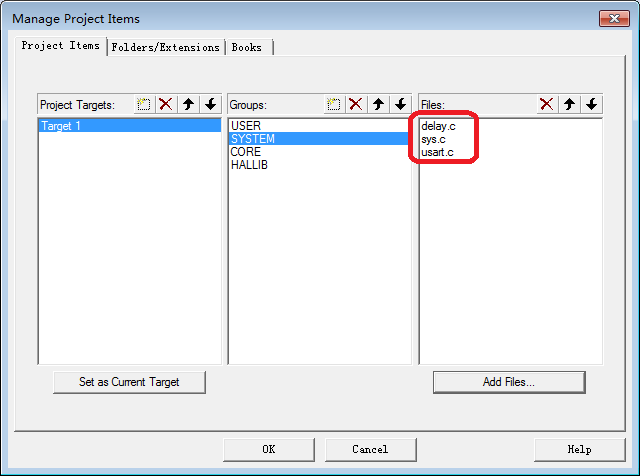 Manage Project Items
Project Items Folders/Extensions Books
Project Targets: Groups: Files:
Target 1
USER
SYSTEM
CORE
HALLIB
delay.c
sys.c
usart.c
Set as Current Target Add Files...
OK Cancel Help